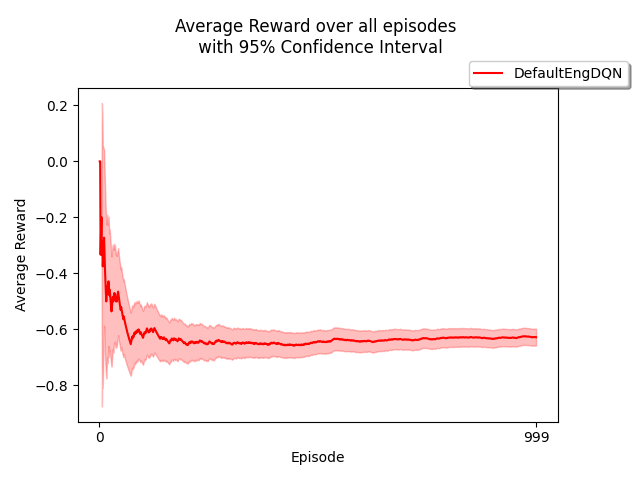 Average Reward over all episodes
with 95% Confidence Interval
DefaultEngDQN
0.2
0.0
−0.2
−0.4
−0.6
−0.8
Average Reward
0
999
Episode